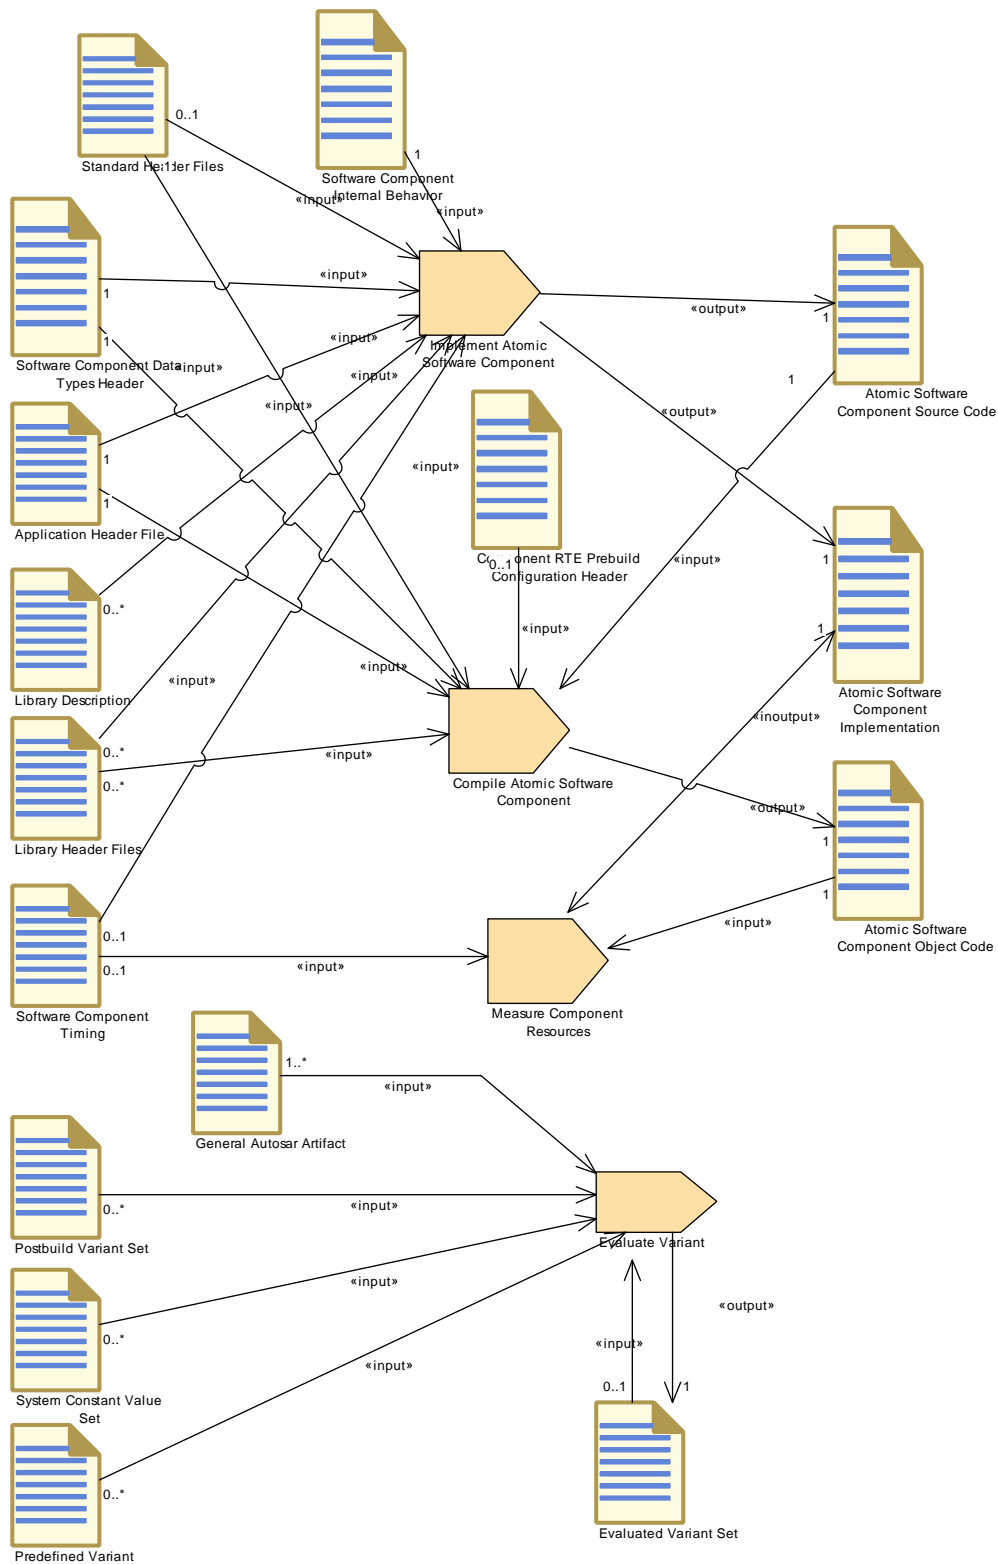 0..1
Standard Header Files
1
Software Component
Internal Behavior
1
«input»
«input»
«input»
1
1
Software Component Data
Types Header
«input»
«input»
Implement Atomic
Software Component
«output»
1
1
Atomic Software
Component Source Code
«input»
«input»
«output»
1
1
Application Header File
«input»
Component RTE Prebuild
Configuration Header
0..1
«input»
1
Atomic Software
Component
Implementation
1
0..*
Library Description
«input»
«input»
«input»
0..*
0..*
Library Header Files
«input»
Compile Atomic Software
Component
«inoutput»
«output»
1
1
Atomic Software
Component Object Code
«input»
0..1
0..1
Software Component
Timing
«input»
Measure Component
Resources
1..*
General Autosar Artifact
«input»
0..*
Postbuild Variant Set
«input»
Evaluate Variant
0..*
System Constant Value
Set
«input»
«output»
«input»
0..1
1
Evaluated Variant Set
«input»
0..*
Predefined Variant